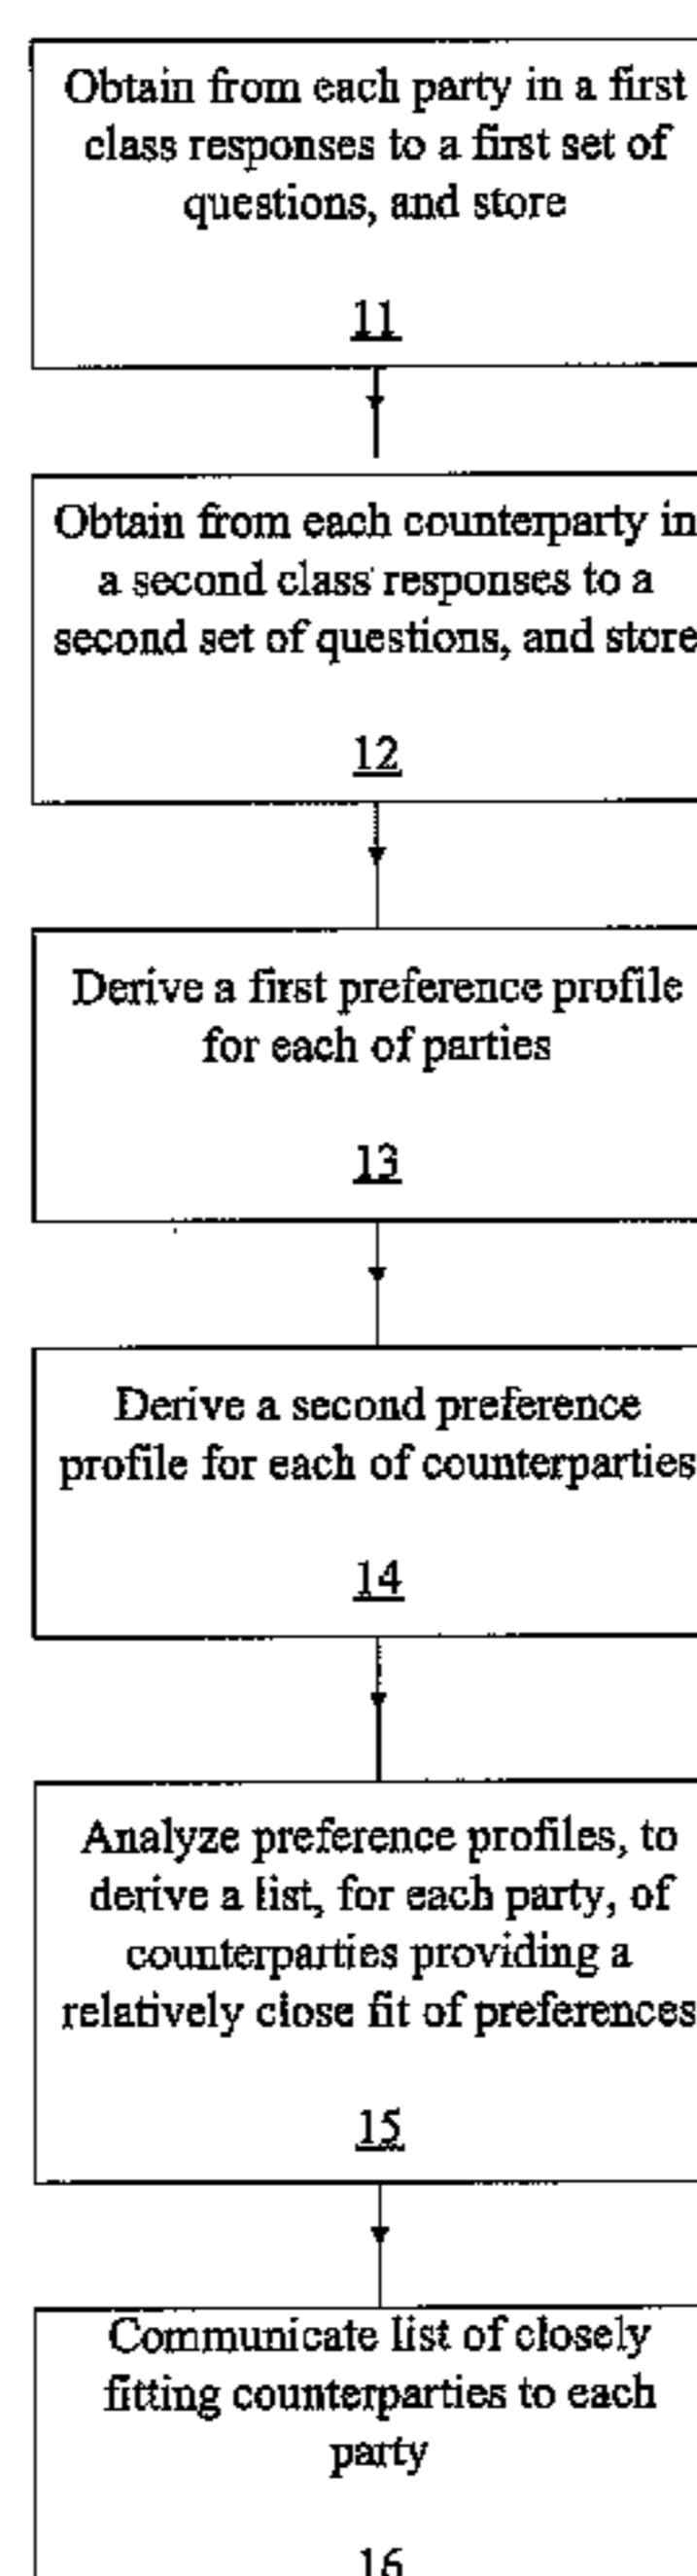 Obtain from each party in a first
class responses to a first set of
questions, and store
11
Obtain from each counterparty in
a second class responses to a
second set of questions, and store
12
Derive a first preference profile
for each of parties
13
Derive a second preference
profile for each of counterparties
14
Analyze preference profiles, to
derive a list, for each party, of
counterparties providing a
relatively close fit of preferences
15
Communicate list of closely
fitting counterparties to each
party
16